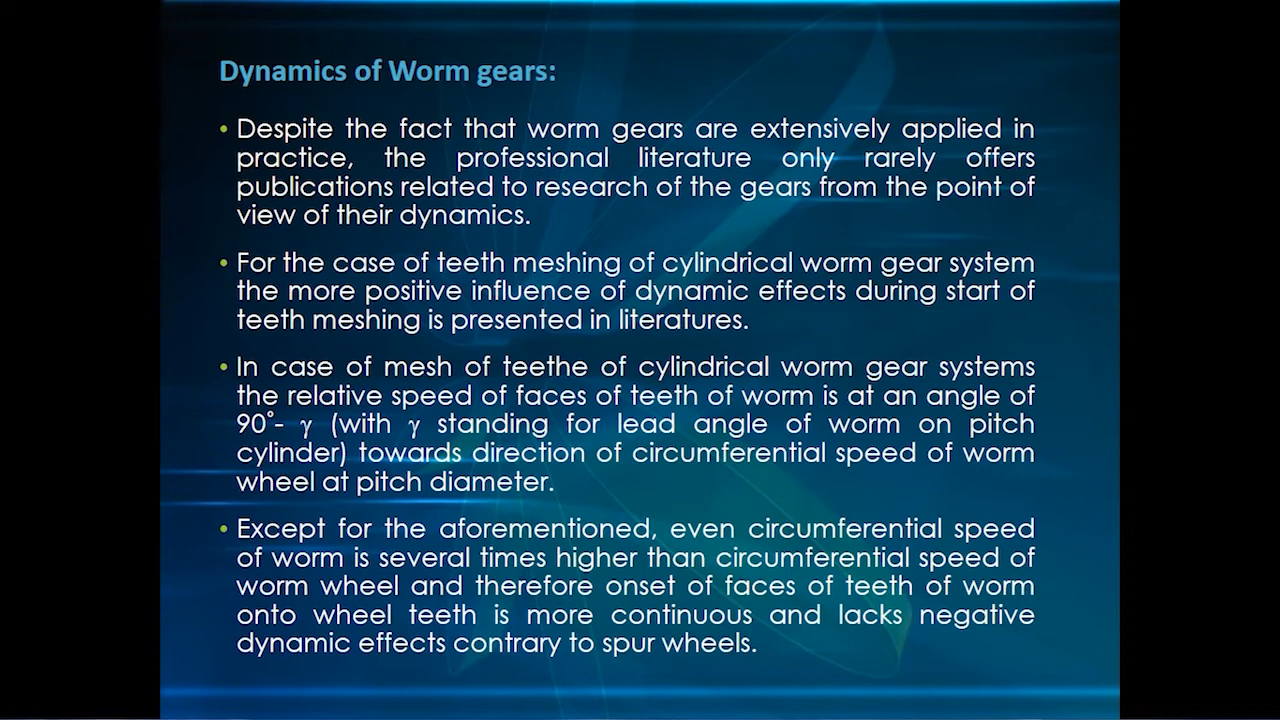 Dynamics of Worm gears:
• Despite the fact that worm gears are extensively applied in
practice, the professional literature only rarely offers
publications related to research of the gears from the point of
view of their dynamics.
• For the case of teeth meshing of cylindrical worm gear system
the more positive influence of dynamic effects during start of
teeth meshing is presented in literatures.
• In case of mesh of teethe of cylindrical worm gear systems
the relative speed of faces of teeth of worm is at an angle of
90˚- γ (with γ standing for lead angle of worm on pitch
cylinder) towards direction of circumferential speed of worm
wheel at pitch diameter.
• Except for the aforementioned, even circumferential speed
of worm is several times higher than circumferential speed of
worm wheel and therefore onset of faces of teeth of worm
onto wheel teeth is more continuous and lacks negative
dynamic effects contrary to spur wheels.